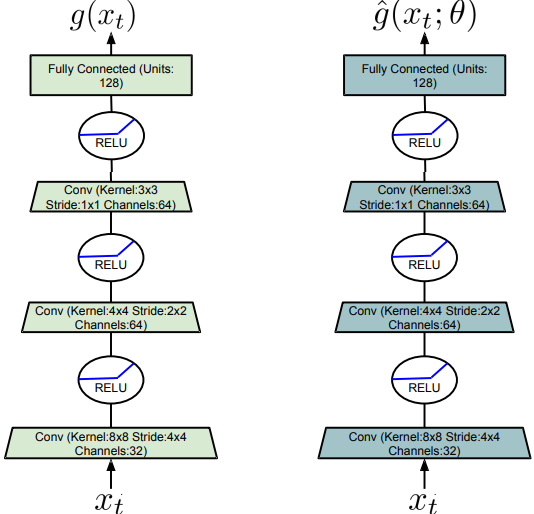 g(x_t)
Fully Connected (Units:
128)
RELU
Conv (Kernel:3x3
Stride:1x1 Channels:64)
RELU
Conv (Kernel:4x4 Stride:2x2
Channels:64)
RELU
Conv (Kernel:8x8 Stride:4x4
Channels:32)
x_t
ĝ(x_t; θ)
Fully Connected (Units:
128)
RELU
Conv (Kernel:3x3
Stride:1x1 Channels:64)
RELU
Conv (Kernel:4x4 Stride:2x2
Channels:64)
RELU
Conv (Kernel:8x8 Stride:4x4
Channels:32)
x_t